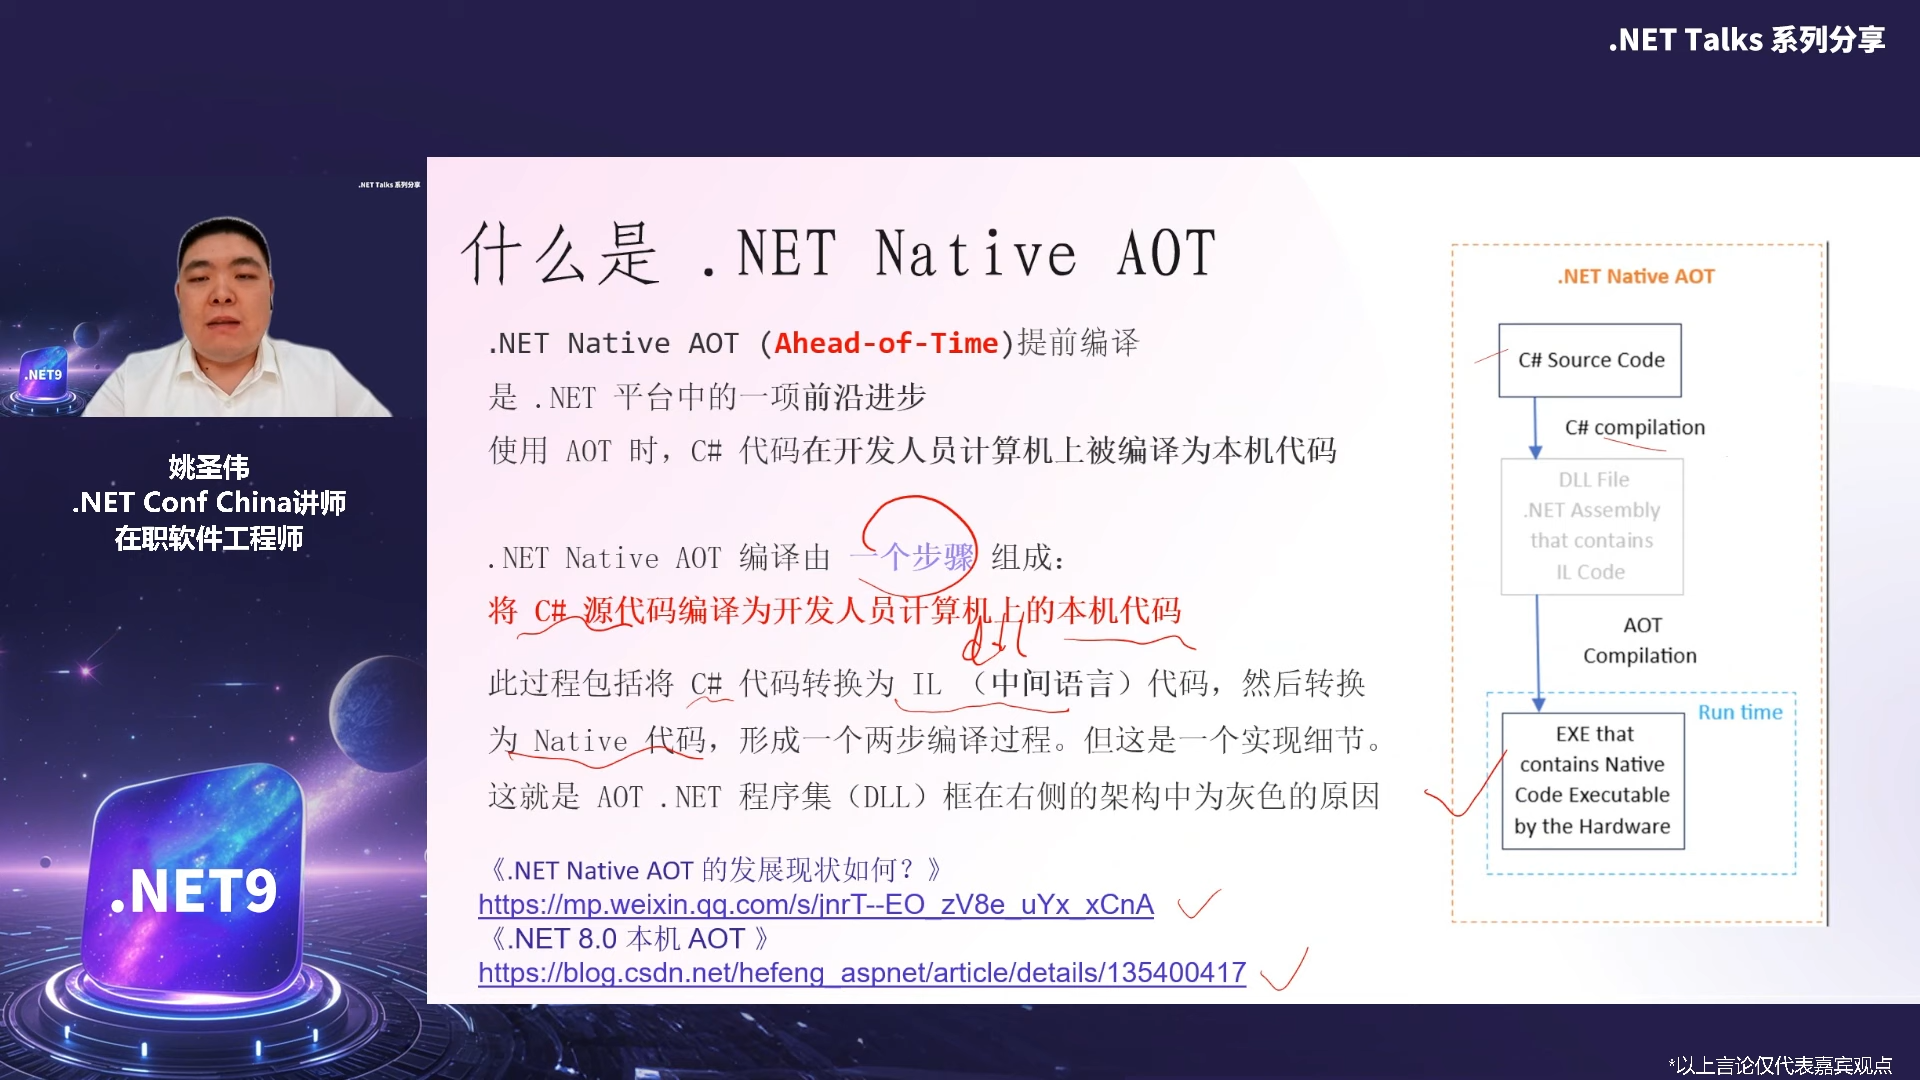 .NET Talks 系列分享
.NET Talks 系列分享
.NET9
姚圣伟
.NET Conf China讲师
在职软件工程师
.NET9
什么是 .NET Native AOT
.NET Native AOT (Ahead-of-Time)提前编译
是 .NET 平台中的一项前沿进步
使用 AOT 时，C# 代码在开发人员计算机上被编译为本机代码
.NET Native AOT 编译由 一个步骤 组成：
将 C# 源代码编译为开发人员计算机上的本机代码
dll
此过程包括将 C# 代码转换为 IL （中间语言）代码，然后转换
为 Native 代码，形成一个两步编译过程。但这是一个实现细节。
这就是 AOT .NET 程序集（DLL）框在右侧的架构中为灰色的原因
《.NET Native AOT 的发展现状如何？》
https://mp.weixin.qq.com/s/jnrT--EO_zV8e_uYx_xCnA
《.NET 8.0 本机 AOT 》
https://blog.csdn.net/hefeng_aspnet/article/details/135400417
.NET Native AOT
C# Source Code
C# compilation
DLL File
.NET Assembly
that contains
IL Code
AOT
Compilation
Run time
EXE that
contains Native
Code Executable
by the Hardware
*以上言论仅代表嘉宾观点